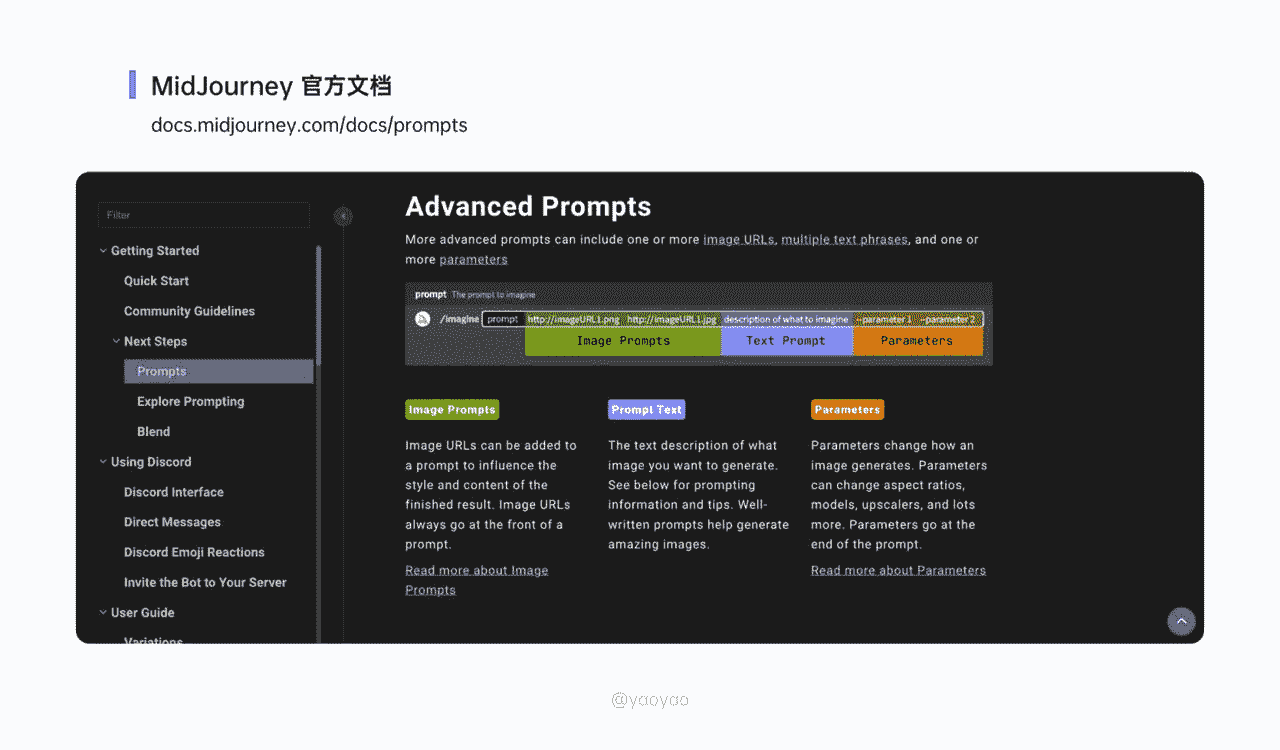 MidJourney 官方文档
docs.midjourney.com/docs/prompts
Filter
Getting Started
Quick Start
Community Guidelines
Next Steps
Prompts
Explore Prompting
Blend
Using Discord
Discord Interface
Direct Messages
Discord Emoji Reactions
Invite the Bot to Your Server
User Guide
Variations
Advanced Prompts
More advanced prompts can include one or more image URLs, multiple text phrases, and one or
more parameters
prompt The prompt to imagine
/imagine prompt http://imageURL1.png http://imageURL1.jpg description of what to imagine --parameter 1 --parameter 2
Image Prompts Text Prompt Parameters
Image Prompts
Image URLs can be added to
a prompt to influence the
style and content of the
finished result. Image URLs
always go at the front of a
prompt.
Read more about Image
Prompts
Prompt Text
The text description of what
image you want to generate.
See below for prompting
information and tips. Well-
written prompts help generate
amazing images.
Parameters
Parameters change how an
image generates. Parameters
can change aspect ratios,
models, upscalers, and lots
more. Parameters go at the
end of the prompt.
Read more about Parameters
@yaoyao